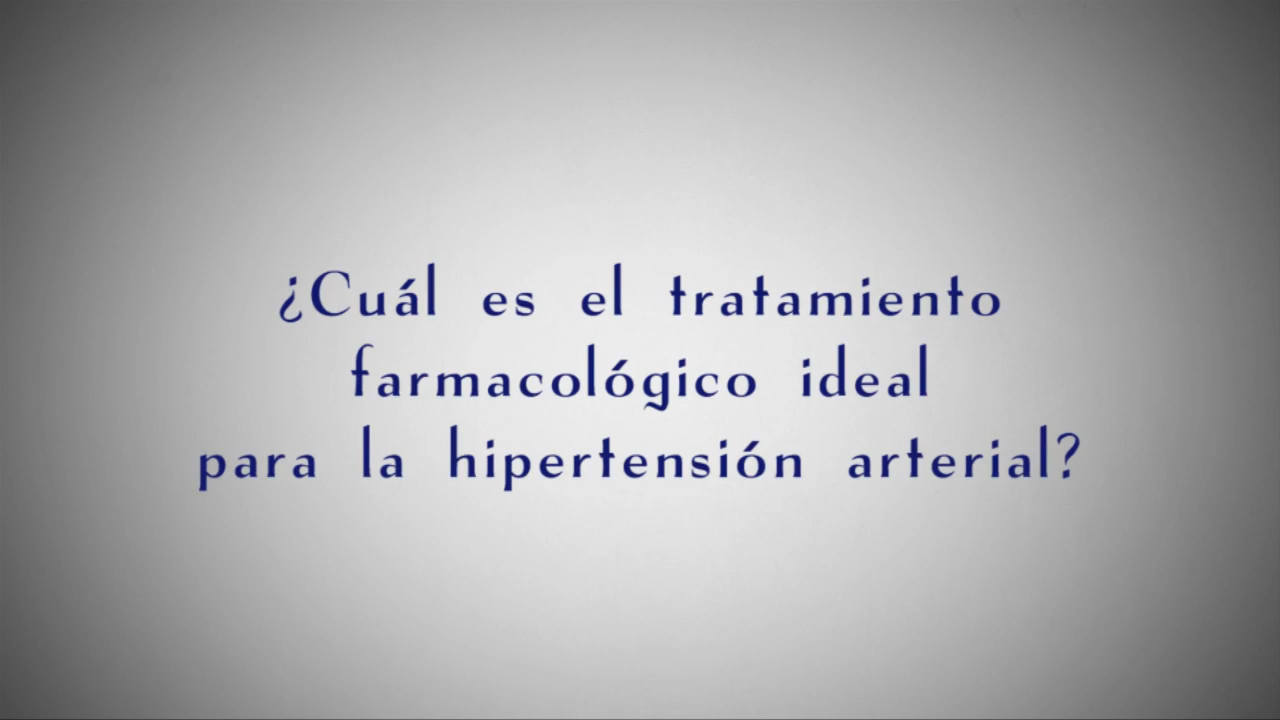 ¿Cuál es el tratamiento
farmacológico ideal
para la hipertensión arterial?